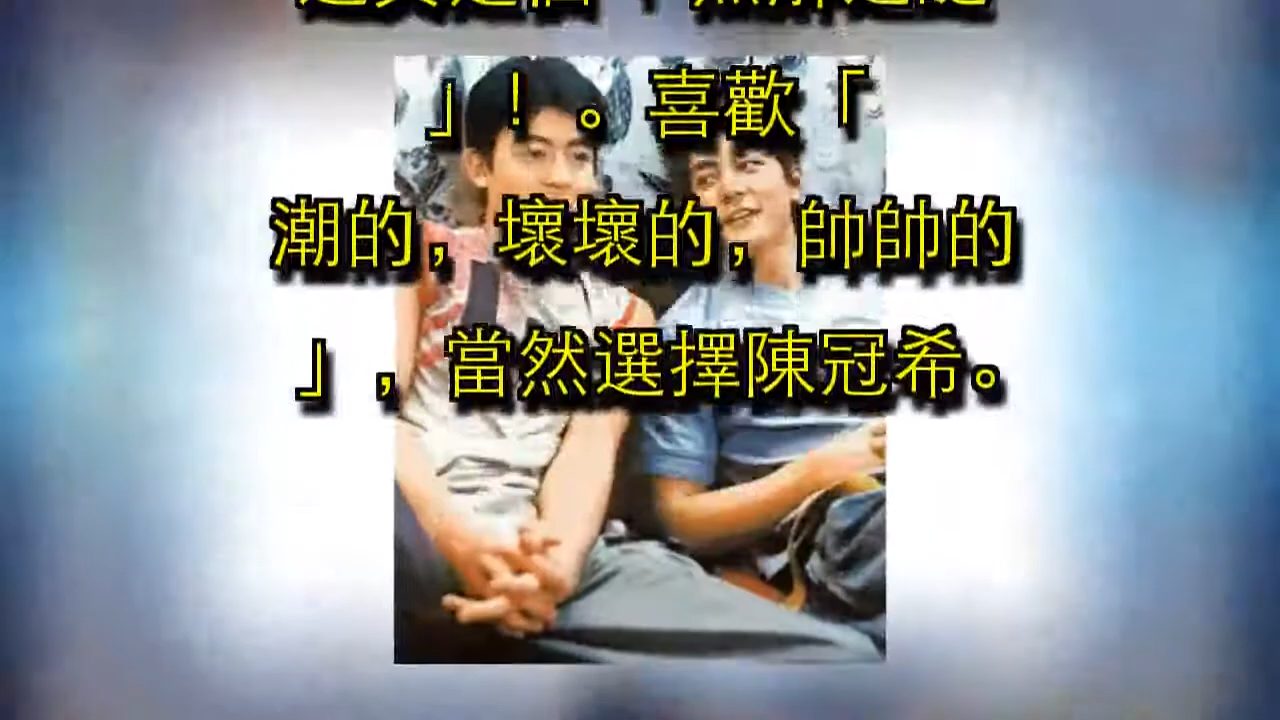 」！。喜歡「
潮的，壞壞的，帥帥的
」，當然選擇陳冠希。